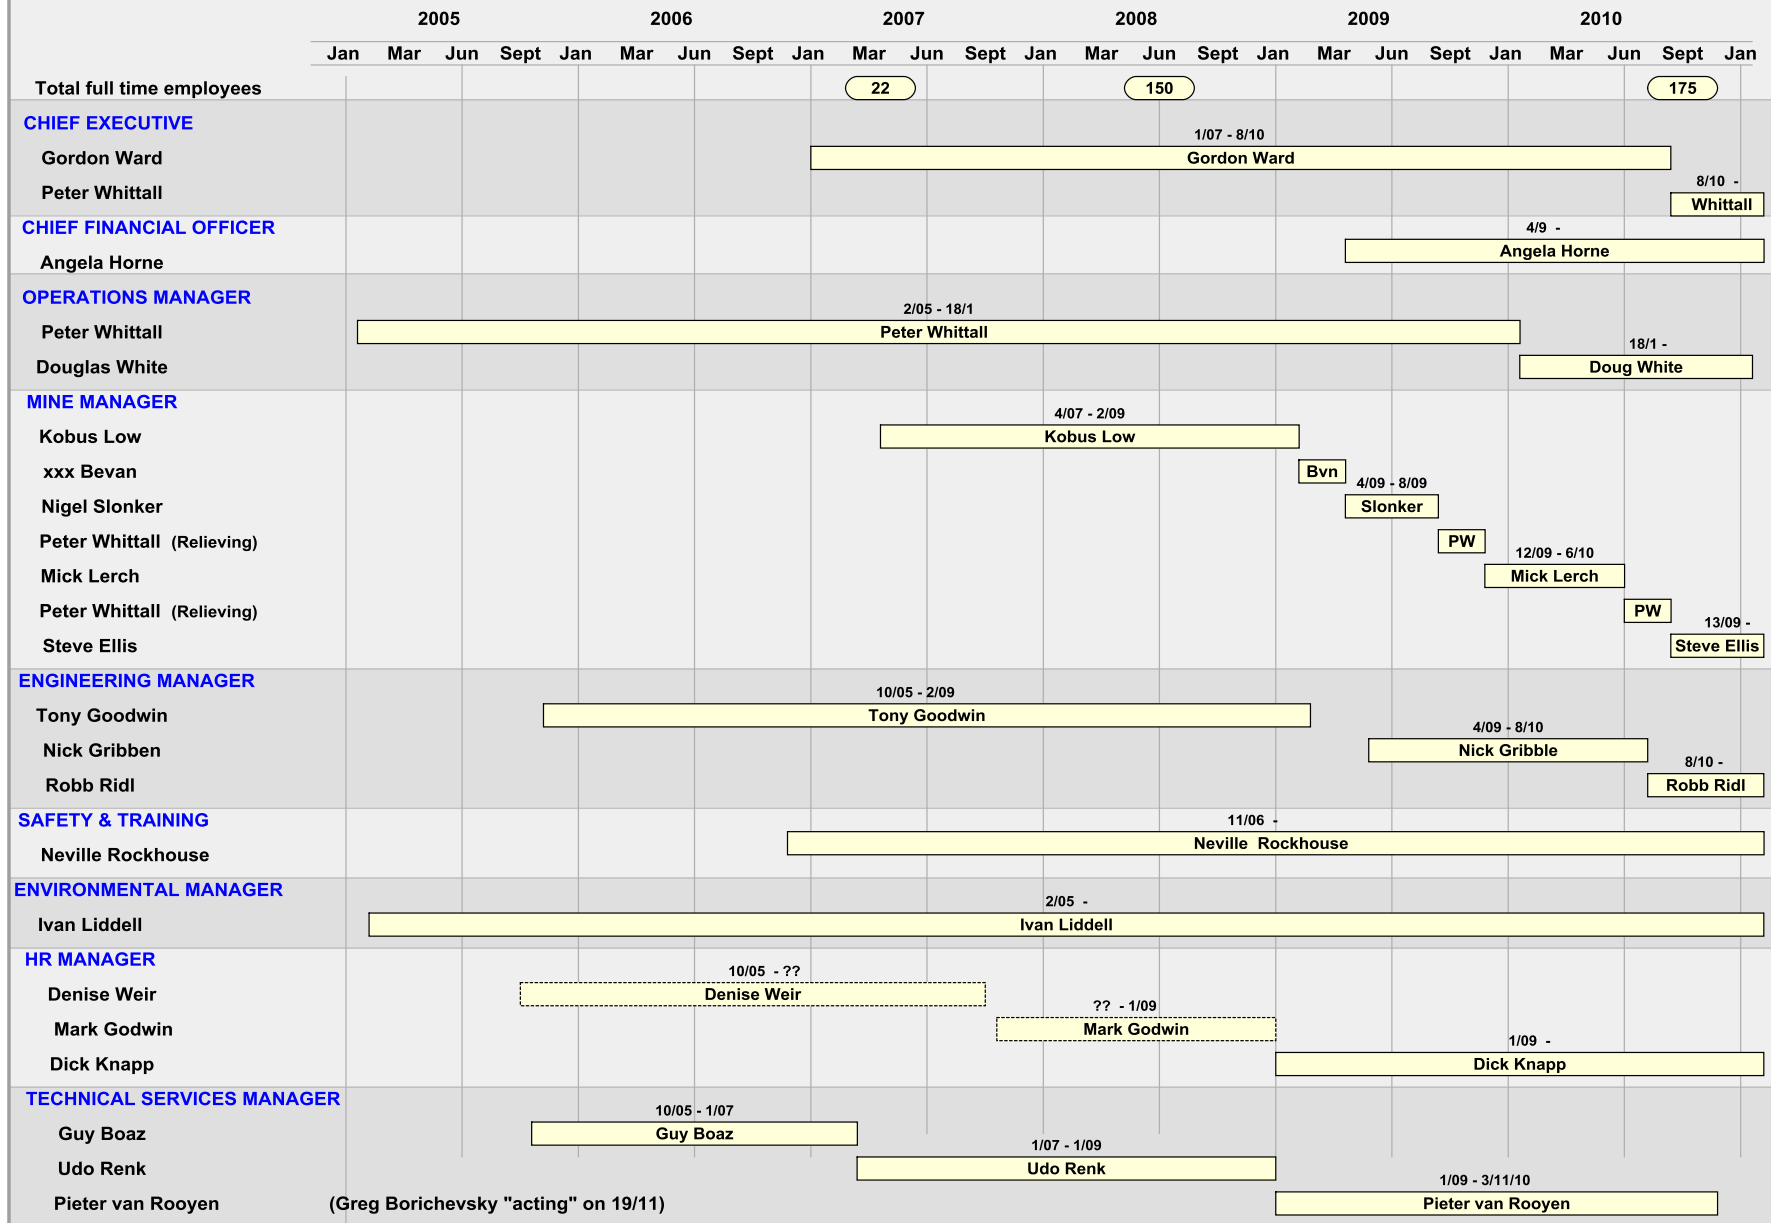 2005 2006 2007 2008 2009 2010
Jan Mar Jun Sept Jan Mar Jun Sept Jan Mar Jun Sept Jan Mar Jun Sept Jan Mar Jun Sept Jan Mar Jun Sept Jan
Total full time employees 22 150 175
CHIEF EXECUTIVE
1/07 - 8/10
Gordon Ward Gordon Ward
8/10 -
Peter Whittall Whittall
CHIEF FINANCIAL OFFICER
4/9 -
Angela Horne Angela Horne
OPERATIONS MANAGER
2/05 - 18/1
Peter Whittall Peter Whittall
18/1 -
Douglas White Doug White
MINE MANAGER
4/07 - 2/09
Kobus Low Kobus Low
xxx Bevan Bvn
4/09 - 8/09
Nigel Slonker Slonker
Peter Whittall (Relieving) PW
12/09 - 6/10
Mick Lerch Mick Lerch
Peter Whittall (Relieving) PW
13/09 -
Steve Ellis Steve Ellis
ENGINEERING MANAGER
10/05 - 2/09
Tony Goodwin Tony Goodwin
4/09 - 8/10
Nick Gribben Nick Gribble
8/10 -
Robb Ridl Robb Ridl
SAFETY & TRAINING
11/06 -
Neville Rockhouse Neville Rockhouse
ENVIRONMENTAL MANAGER
2/05 -
Ivan Liddell Ivan Liddell
HR MANAGER
10/05 - ??
Denise Weir Denise Weir
?? - 1/09
Mark Godwin Mark Godwin
1/09 -
Dick Knapp Dick Knapp
TECHNICAL SERVICES MANAGER
10/05 - 1/07
Guy Boaz Guy Boaz
1/07 - 1/09
Udo Renk Udo Renk
1/09 - 3/11/10
Pieter van Rooyen (Greg Borichevsky "acting" on 19/11) Pieter van Rooyen